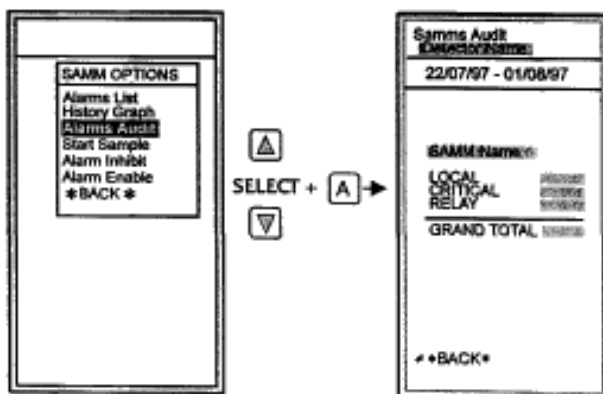 SAMM OPTIONS
Alarms List
History Graph
Alarms Audit
Start Sample
Alarm Inhibit
Alarm Enable
*BACK *
SELECT + A
Samms Audit
Detector Name
22/07/97 - 01/08/97
SAMM Name
LOCAL
CRITICAL
RELAY
GRAND TOTAL
*BACK*